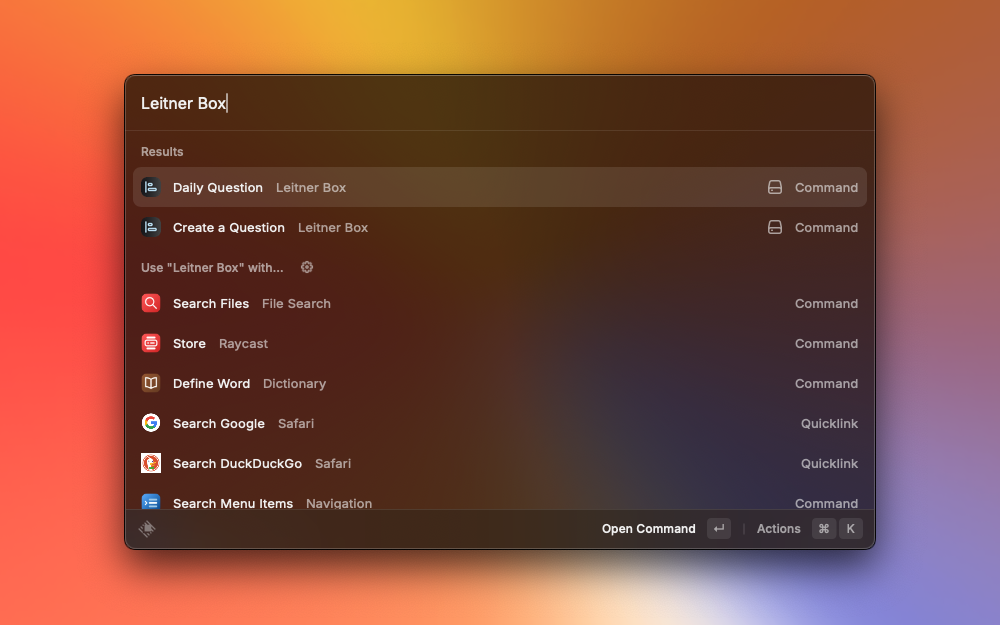 Leitner Box
Results
Daily Question Leitner Box Command
Create a Question Leitner Box Command
Use "Leitner Box" with...
Search Files File Search Command
Store Raycast Command
Define Word Dictionary Command
Search Google Safari Quicklink
Search DuckDuckGo Safari Quicklink
Search Menu Items Navigation Command
Open Command ↵ Actions ⌘ K